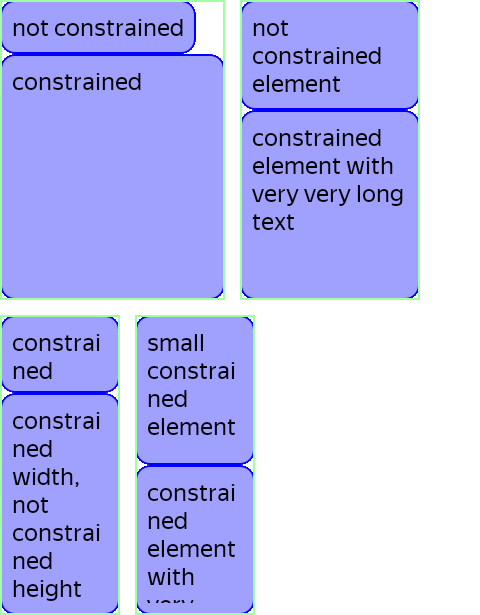 not constrained
constrained
not
constrained
element
constrained
element with
very very long
text
constrai
ned
constrai
ned
width,
not
constrai
ned
height
small
constrai
ned
element
constrai
ned
element
with
very